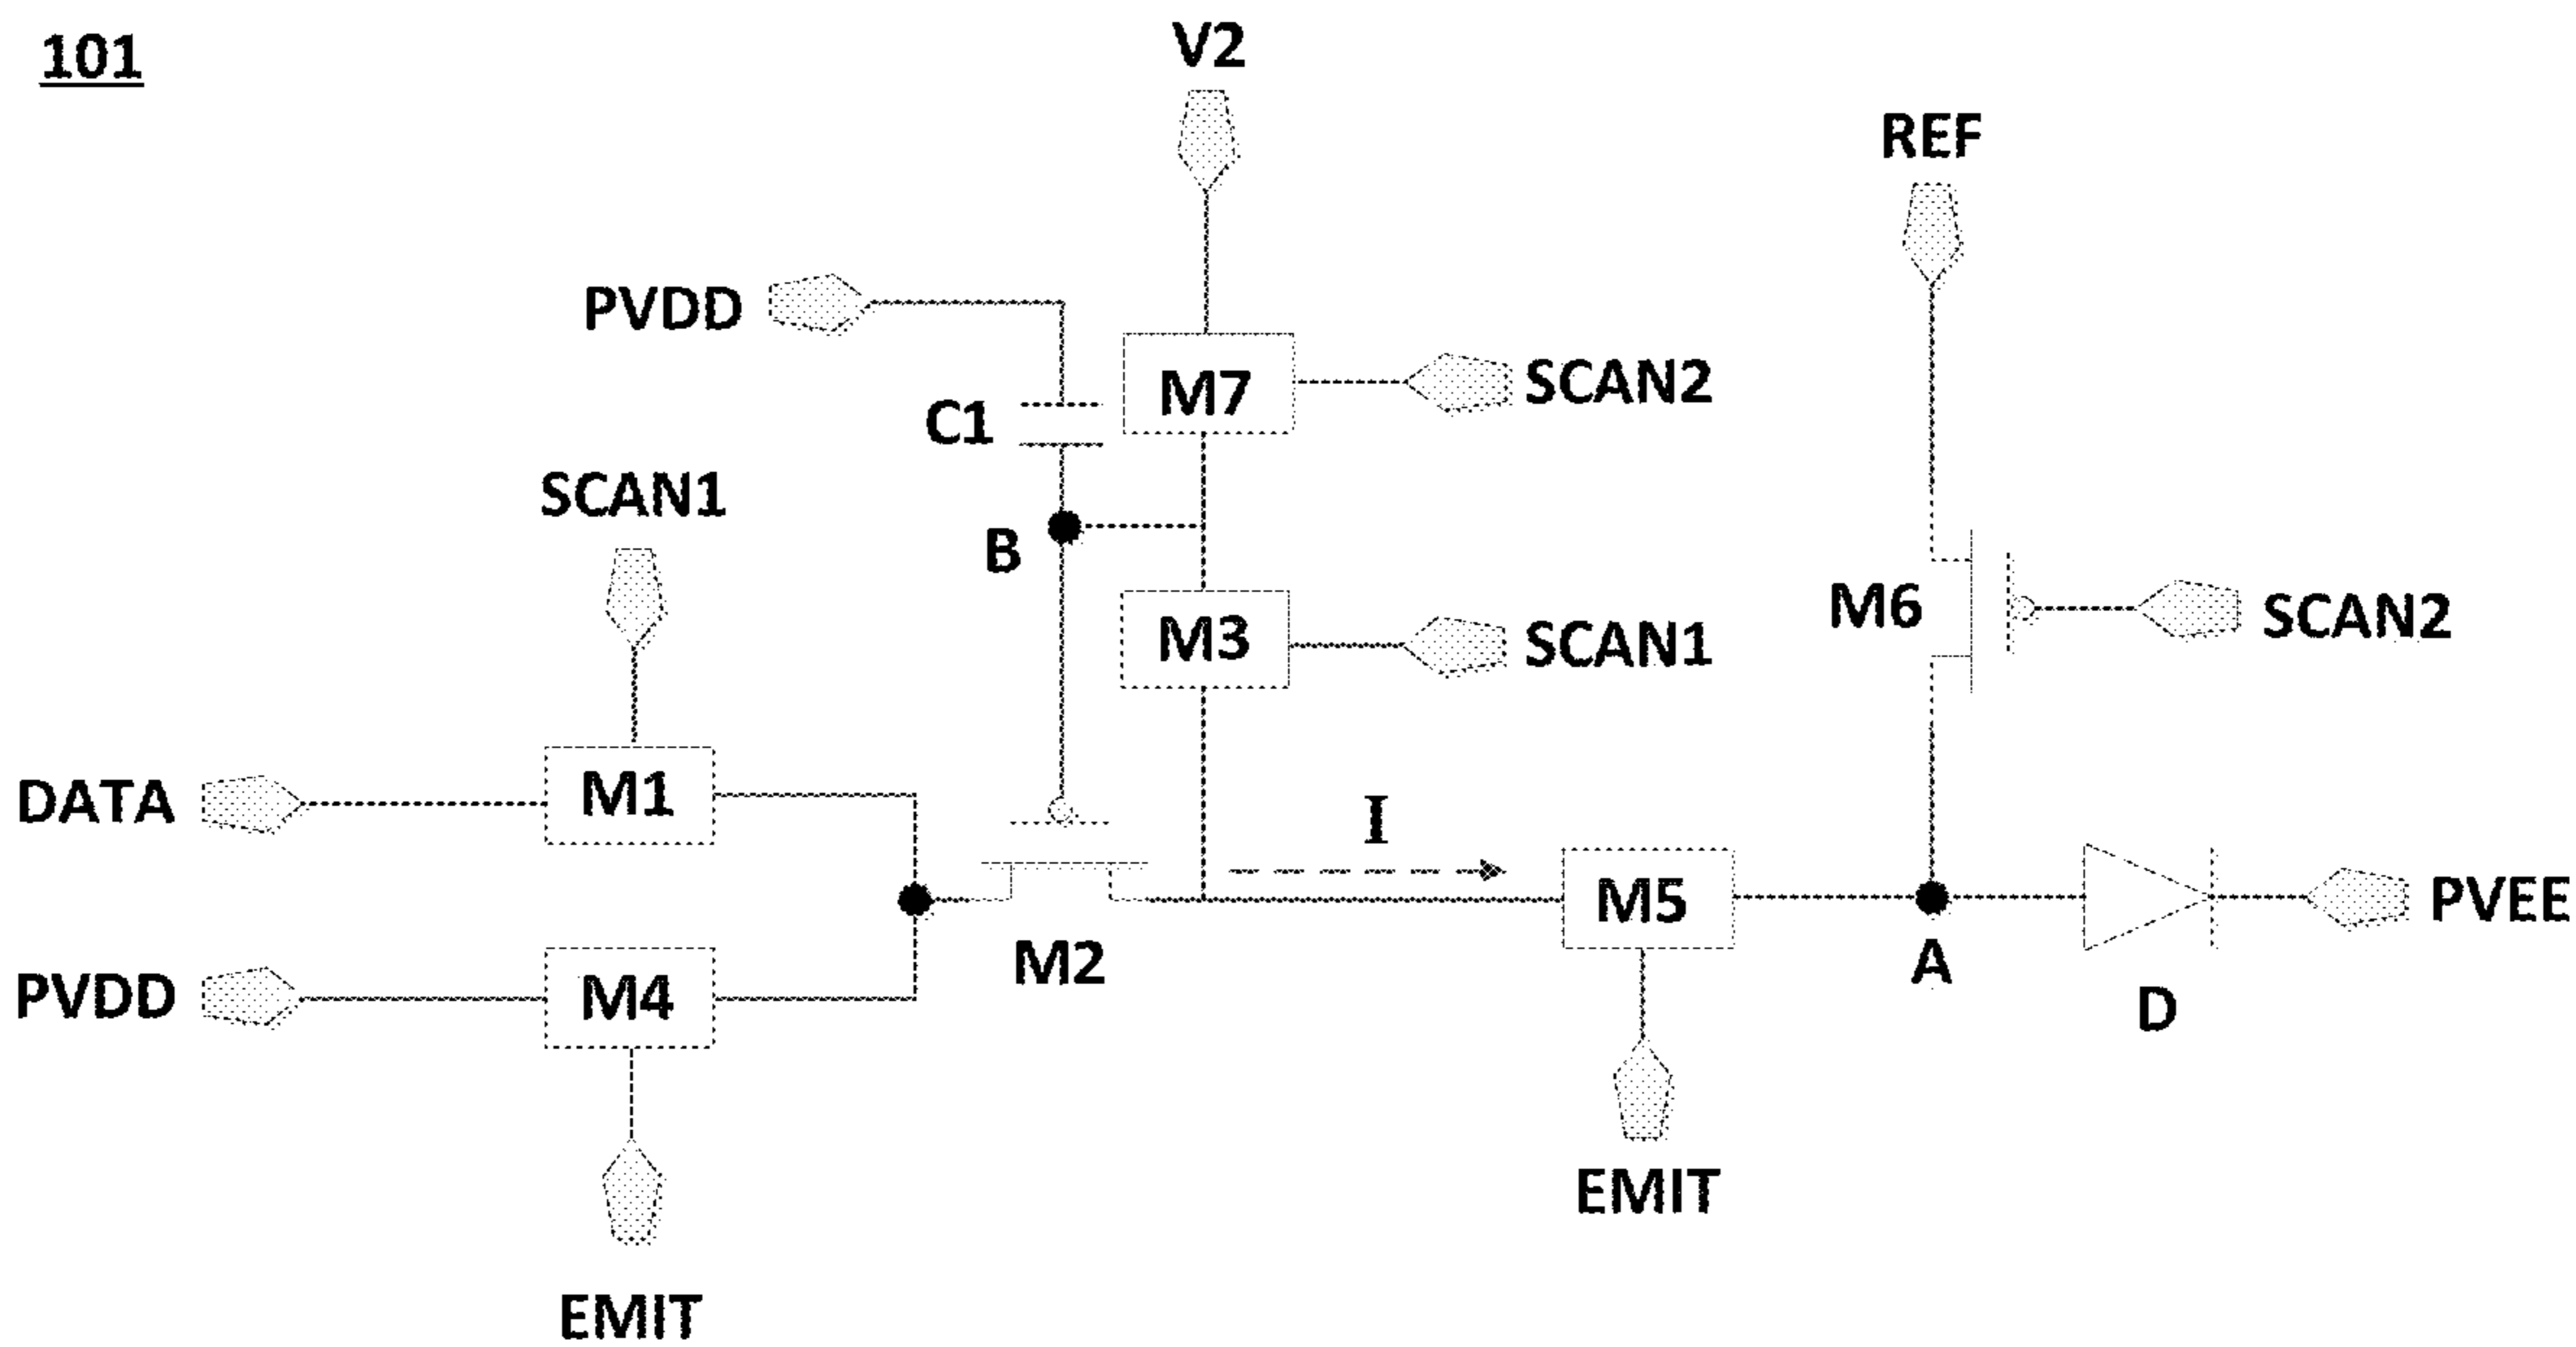 101
V2
REF
PVDD
M7
SCAN2
C1
SCAN1
B
M3
SCAN1
M6
SCAN2
DATA
M1
I
M5
PVEE
M2
A
PVDD
M4
D
EMIT
EMIT